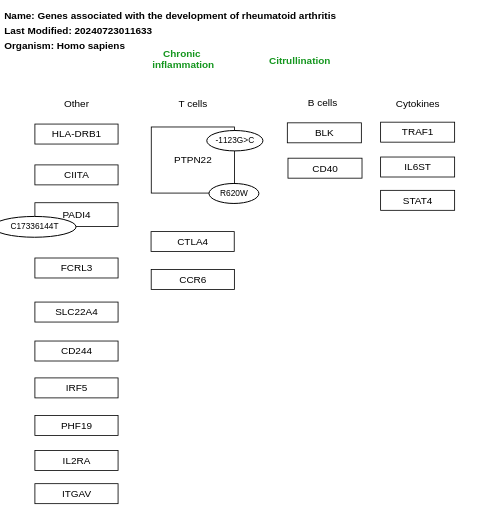 Name: Genes associated with the development of rheumatoid arthritis
Last Modified: 20240723011633
Organism: Homo sapiens
Chronic
inflammation
Citrullination
Other
T cells
B cells
Cytokines
HLA-DRB1
CIITA
PADI4
C17336144T
FCRL3
SLC22A4
CD244
IRF5
PHF19
IL2RA
ITGAV
-1123G>C
PTPN22
R620W
CTLA4
CCR6
BLK
CD40
TRAF1
IL6ST
STAT4